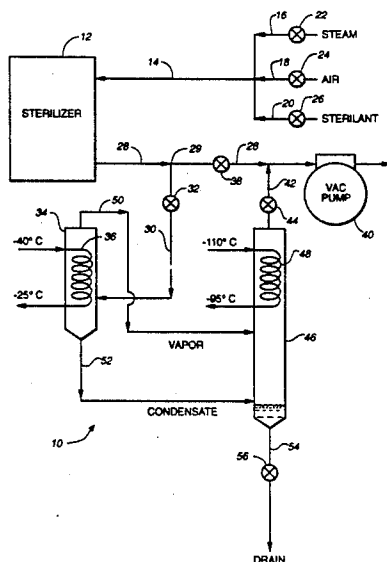 12
16
22
STEAM
14
18
24
AIR
STERILIZER
20
26
STERILANT
28
29
28
38
42
50
32
44
VAC
PUMP
34
36
-40° C
30
-110° C
48
40
-25° C
-95° C
46
VAPOR
52
CONDENSATE
10
54
56
DRAIN